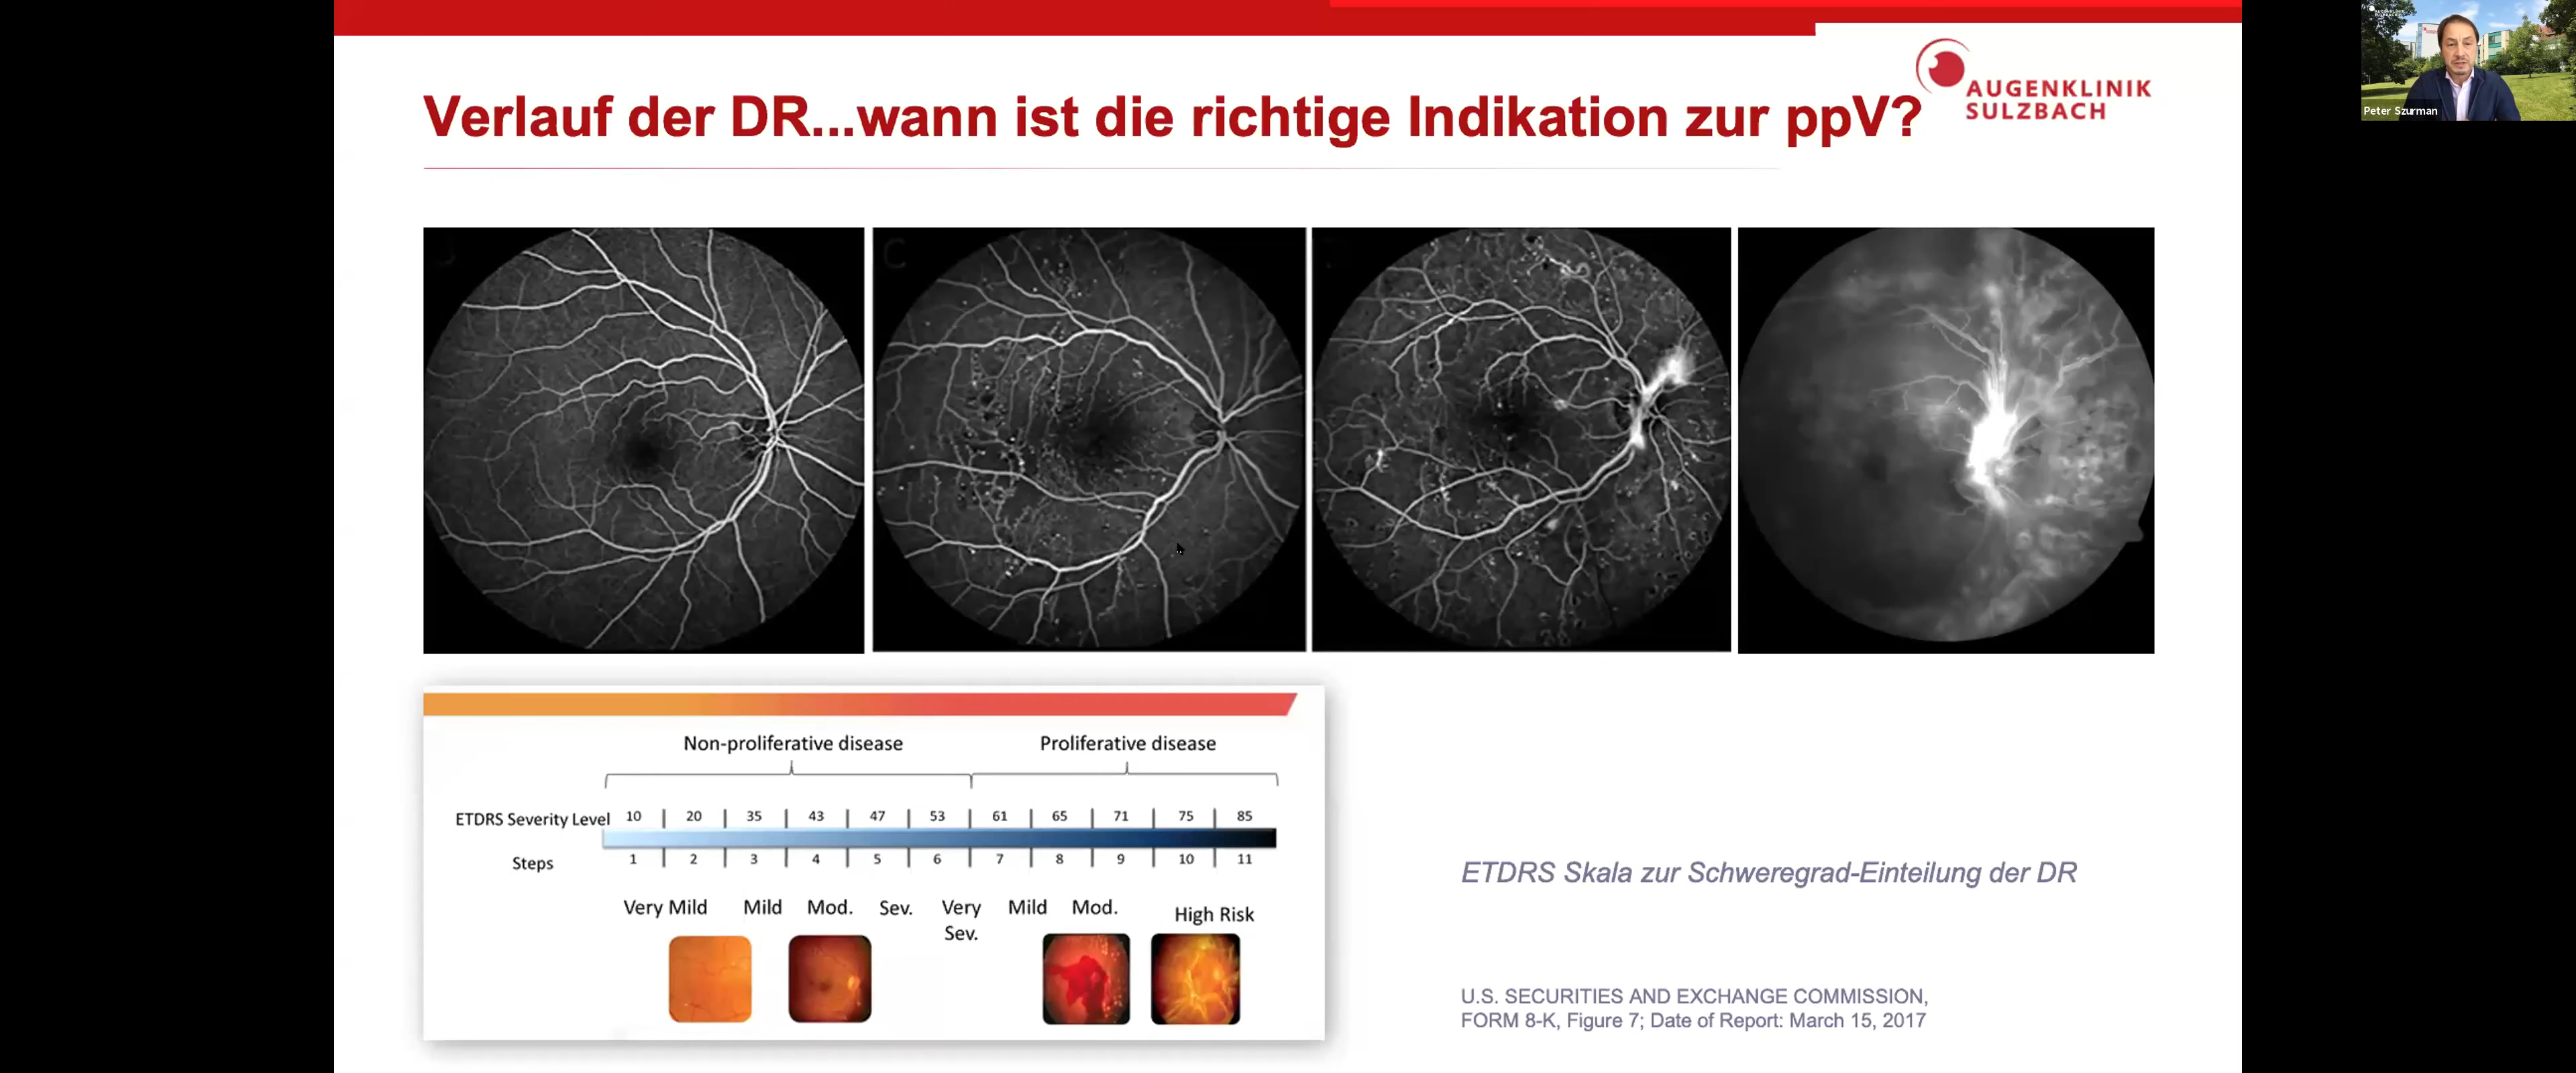 Verlauf der DR...wann ist die richtige Indikation zur ppV?
AUGENKLINIK
SULZBACH
Peter Szurman
C
Non-proliferative disease
Proliferative disease
ETDRS Severity Level 10 20 35 43 47 53 61 65 71 75 85
Steps 1 2 3 4 5 6 7 8 9 10 11
Very Mild Mild Mod. Sev. Very Sev. Mild Mod. High Risk
ETDRS Skala zur Schweregrad-Einteilung der DR
U.S. SECURITIES AND EXCHANGE COMMISSION,
FORM 8-K, Figure 7; Date of Report: March 15, 2017